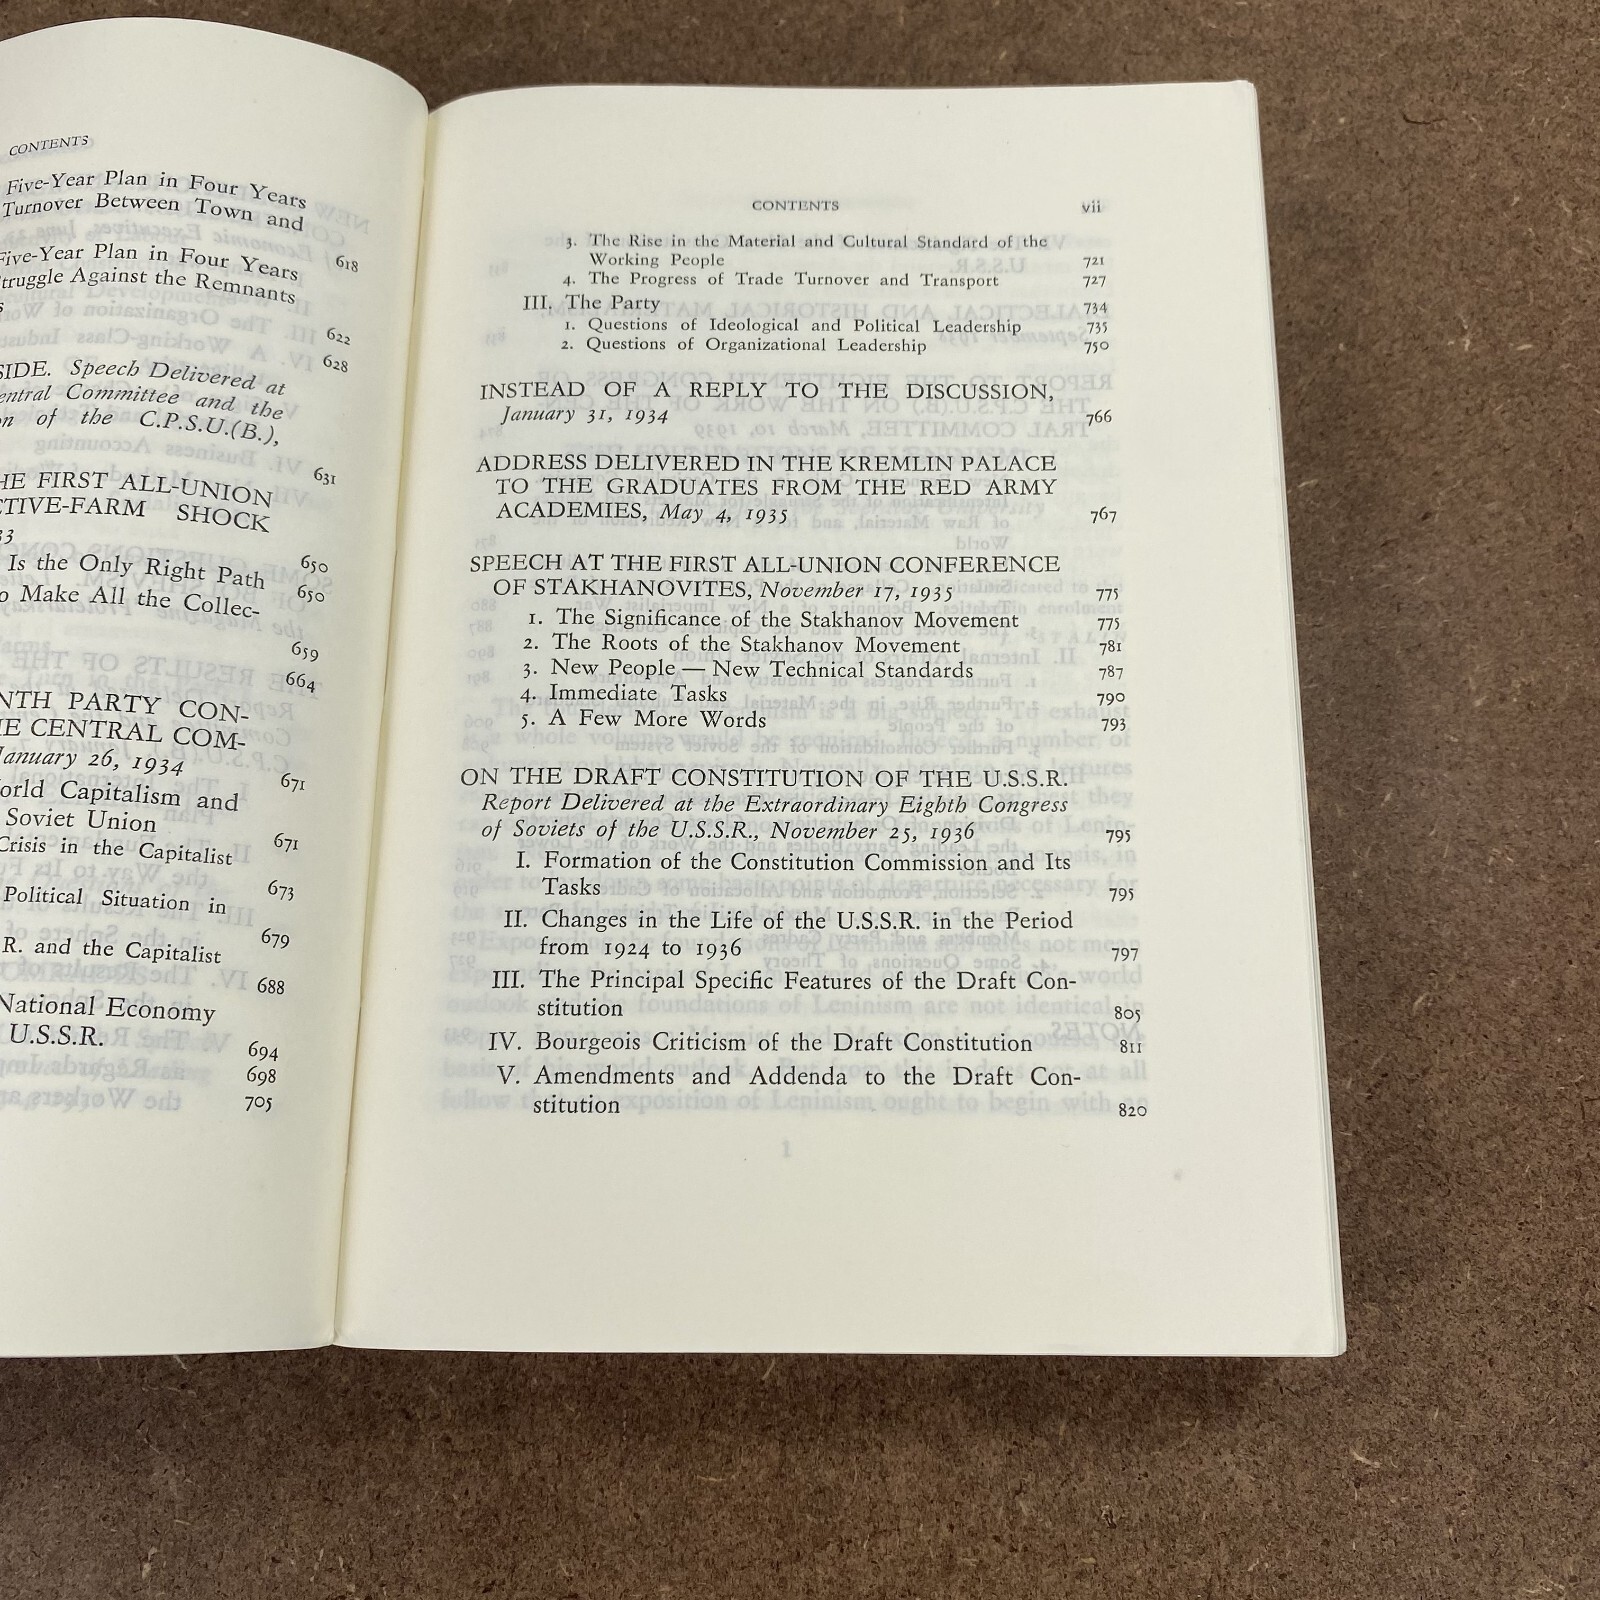 CONTENTS
Five-Year Plan in Four Years
Turnover Between Town and
618
Five-Year Plan in Four Years
truggle Against the Remnants
s
622
628
SIDE. Speech Delivered at
entral Committee and the
n of the C.P.S.U.(B.),
631
HE FIRST ALL-UNION
CTIVE-FARM SHOCK
33
650
Is the Only Right Path 650
o Make All the Collec-
659
664
NTH PARTY CON-
E CENTRAL COM-
January 26, 1934
671
orld Capitalism and
Soviet Union 671
Crisis in the Capitalist
673
Political Situation in
679
R. and the Capitalist
688
National Economy
U.S.S.R. 694
698
705
CONTENTS vii
3. The Rise in the Material and Cultural Standard of the
Working People 721
4. The Progress of Trade Turnover and Transport 727
III. The Party 734
1. Questions of Ideological and Political Leadership 735
2. Questions of Organizational Leadership 750
INSTEAD OF A REPLY TO THE DISCUSSION,
January 31, 1934 766
ADDRESS DELIVERED IN THE KREMLIN PALACE
TO THE GRADUATES FROM THE RED ARMY
ACADEMIES, May 4, 1935 767
SPEECH AT THE FIRST ALL-UNION CONFERENCE
OF STAKHANOVITES, November 17, 1935 775
1. The Significance of the Stakhanov Movement 775
2. The Roots of the Stakhanov Movement 781
3. New People — New Technical Standards 787
4. Immediate Tasks 790
5. A Few More Words 793
ON THE DRAFT CONSTITUTION OF THE U.S.S.R.
Report Delivered at the Extraordinary Eighth Congress
of Soviets of the U.S.S.R., November 25, 1936 795
I. Formation of the Constitution Commission and Its
Tasks 795
II. Changes in the Life of the U.S.S.R. in the Period
from 1924 to 1936 797
III. The Principal Specific Features of the Draft Con-
stitution 805
IV. Bourgeois Criticism of the Draft Constitution 811
V. Amendments and Addenda to the Draft Con-
stitution 820